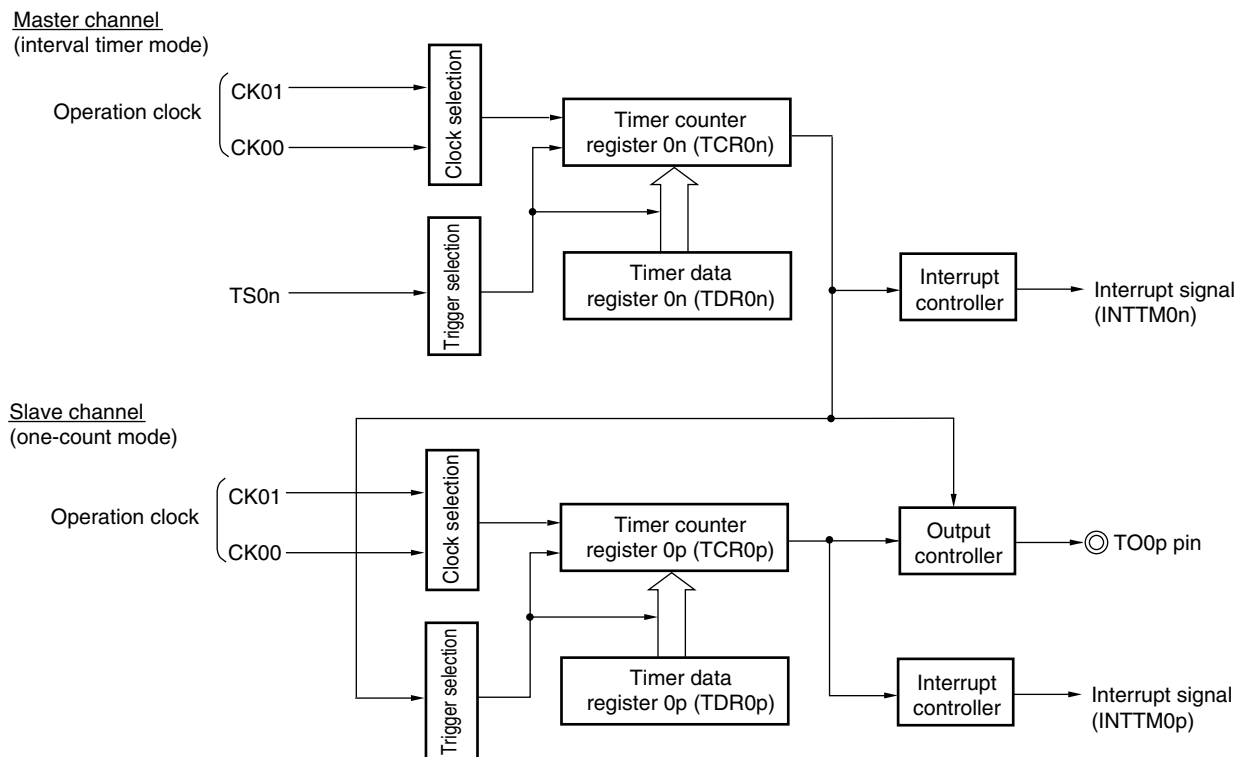 Master channel
(interval timer mode)
Operation clock
CK01
CK00
Clock selection
Timer counter
register 0n (TCR0n)
TS0n
Trigger selection
Timer data
register 0n (TDR0n)
Interrupt
controller
Interrupt signal
(INTTM0n)
Slave channel
(one-count mode)
Operation clock
CK01
CK00
Clock selection
Timer counter
register 0p (TCR0p)
Output
controller
TO0p pin
Trigger selection
Timer data
register 0p (TDR0p)
Interrupt
controller
Interrupt signal
(INTTM0p)